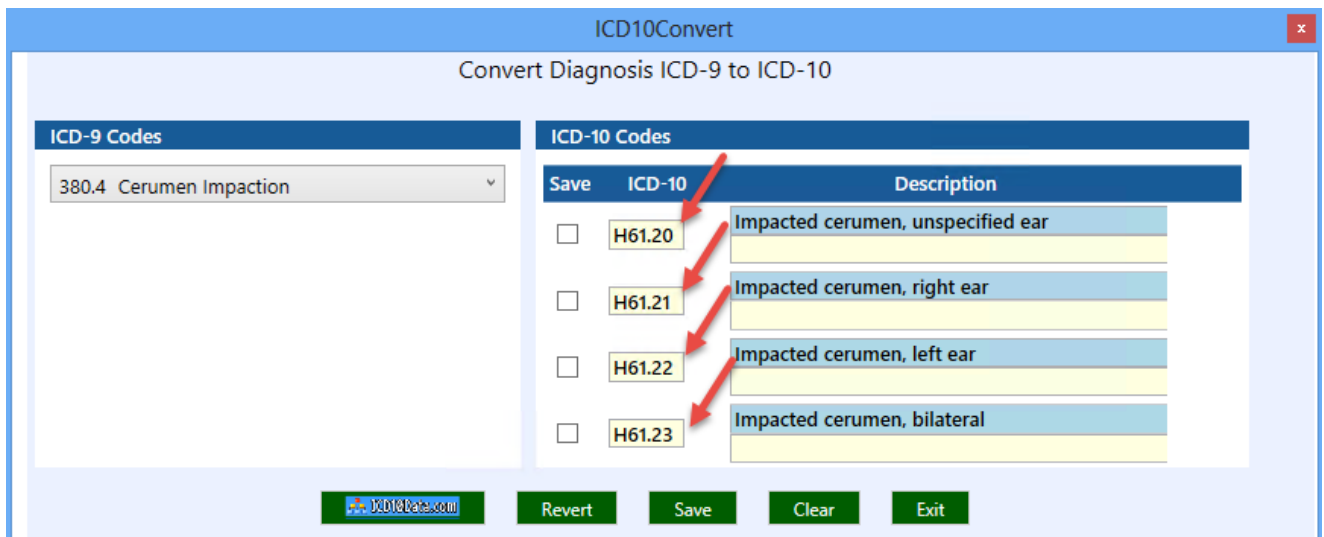 ICD10Convert
x
Convert Diagnosis ICD-9 to ICD-10
ICD-9 Codes
ICD-10 Codes
380.4 Cerumen Impaction
Save ICD-10 Description
H61.20 Impacted cerumen, unspecified ear
H61.21 Impacted cerumen, right ear
H61.22 Impacted cerumen, left ear
H61.23 Impacted cerumen, bilateral
ICD10Data.com Revert Save Clear Exit